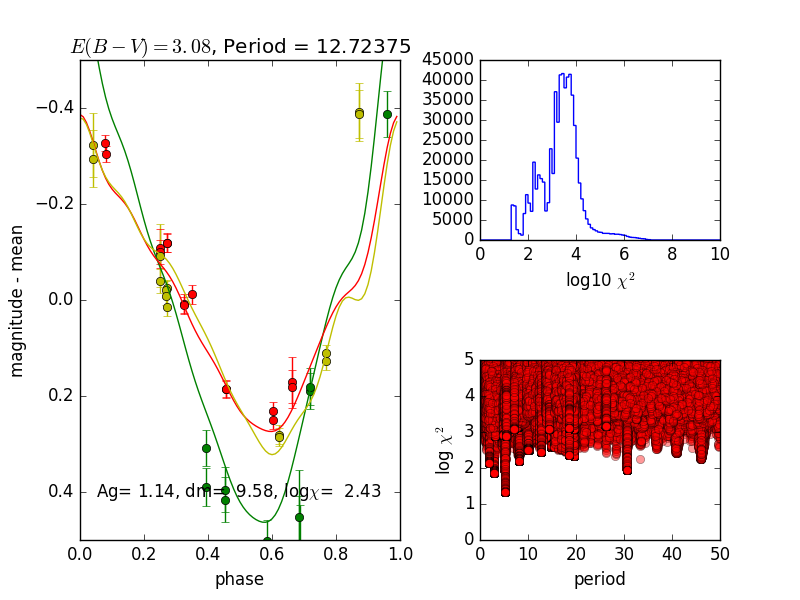 E(B − V) = 3.08, Period = 12.72375
−0.4
−0.2
0.0
0.2
0.4
magnitude - mean
Ag= 1.14, dm= 9.58, logχ= 2.43
0.0 0.2 0.4 0.6 0.8 1.0
phase
45000
40000
35000
30000
25000
20000
15000
10000
5000
0
0 2 4 6 8 10
log10 χ²
5
4
3
2
1
0
log χ²
0 10 20 30 40 50
period